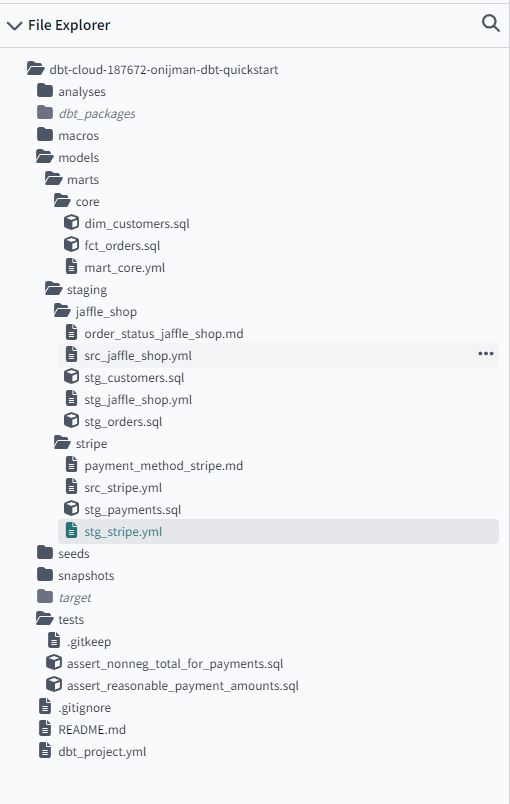 File Explorer
dbt-cloud-187672-onijman-dbt-quickstart
analyses
dbt_packages
macros
models
marts
core
dim_customers.sql
fct_orders.sql
mart_core.yml
staging
jaffle_shop
order_status_jaffle_shop.md
src_jaffle_shop.yml
stg_customers.sql
stg_jaffle_shop.yml
stg_orders.sql
stripe
payment_method_stripe.md
src_stripe.yml
stg_payments.sql
stg_stripe.yml
seeds
snapshots
target
tests
.gitkeep
assert_nonneg_total_for_payments.sql
assert_reasonable_payment_amounts.sql
.gitignore
README.md
dbt_project.yml